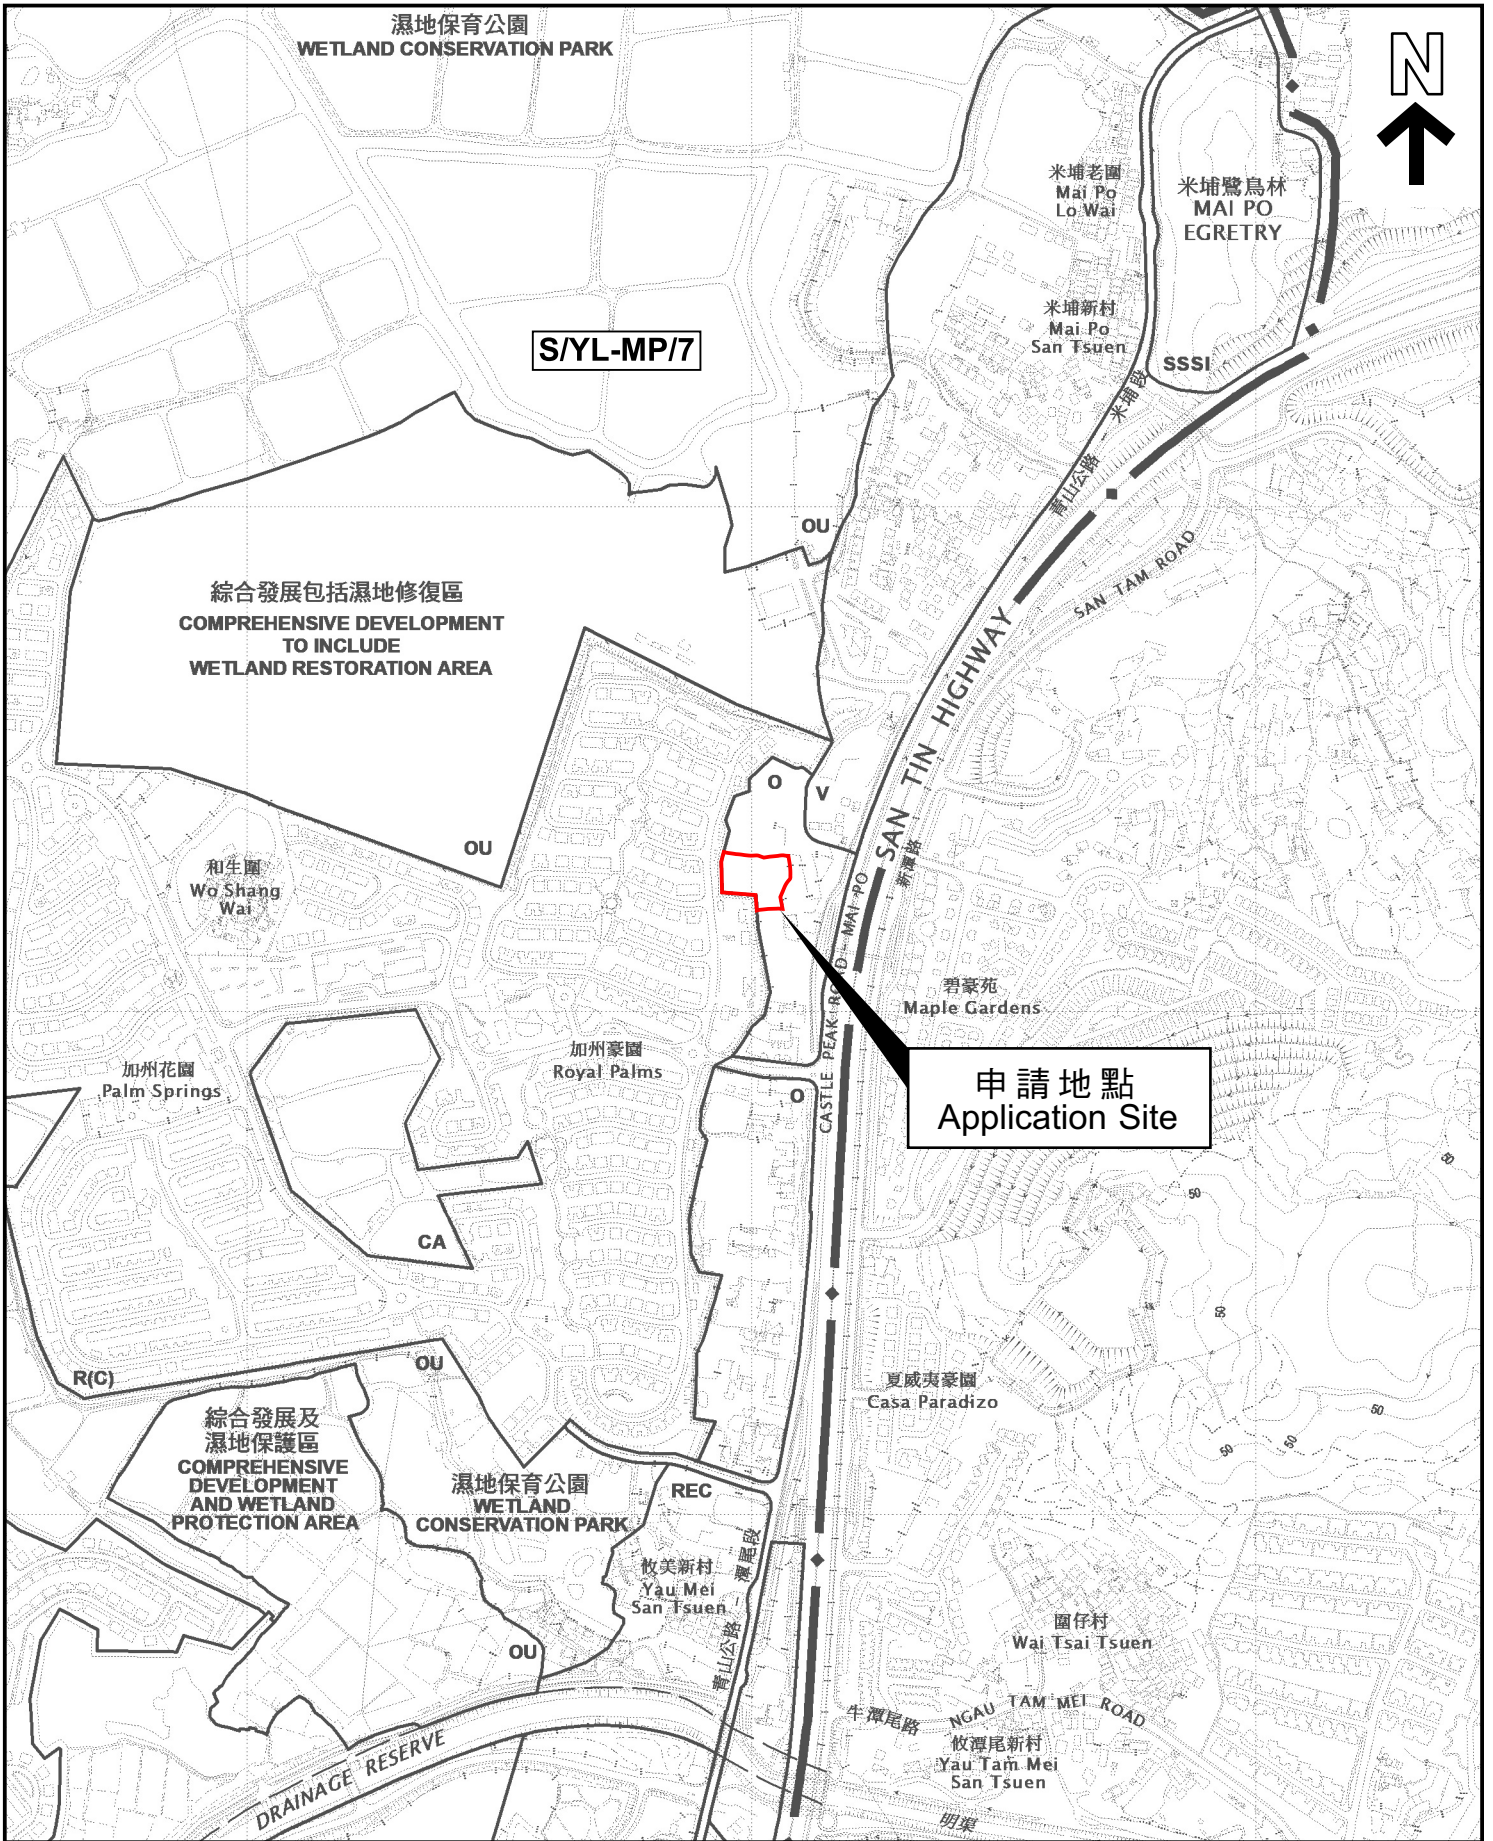 濕地保育公園
WETLAND CONSERVATION PARK
N
米埔老圍
Mai Po
Lo Wai
米埔鷺鳥林
MAI PO
EGRETRY
米埔新村
Mai Po
San Tsuen
S/YL-MP/7
SSSI
青山公路 - 米埔段
OU
SAN TAM ROAD
綜合發展包括濕地修復區
COMPREHENSIVE DEVELOPMENT
TO INCLUDE
WETLAND RESTORATION AREA
SAN TIN HIGHWAY
O
V
OU
新潭路
和生圍
Wo Shang
Wai
CASTLE PEAK ROAD - MAI PO
碧豪苑
Maple Gardens
加州豪園
Royal Palms
加州花園
Palm Springs
申請地點
Application Site
O
50
50
CA
50
OU
R(C)
夏威夷豪園
Casa Paradizo
50
50
50
綜合發展及
濕地保護區
COMPREHENSIVE
DEVELOPMENT
AND WETLAND
PROTECTION AREA
濕地保育公園
WETLAND
CONSERVATION PARK
REC
攸美新村
Yau Mei
San Tsuen
青山公路 - 潭尾段
圍仔村
Wai Tsai Tsuen
OU
牛潭尾路
NGAU TAM MEI ROAD
攸潭尾新村
Yau Tam Mei
San Tsuen
DRAINAGE RESERVE
明渠